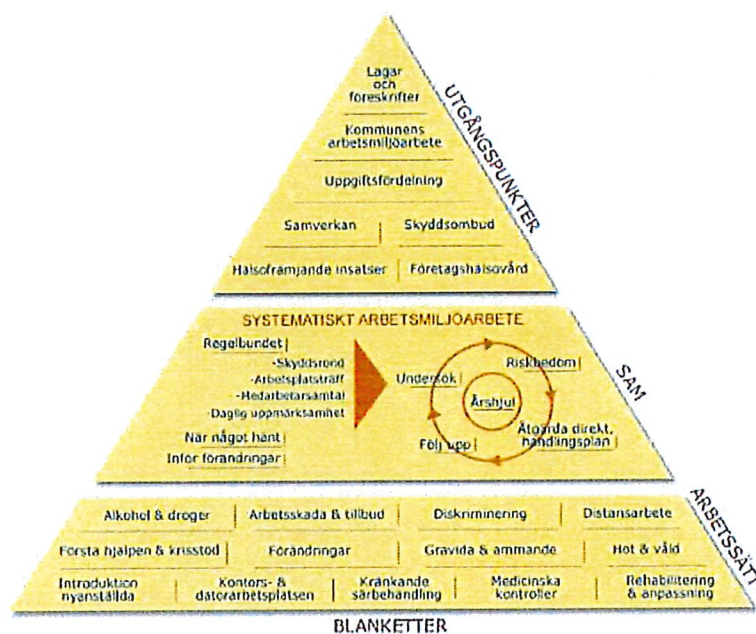 Lagar
och
föreskrifter
Kommunens
arbetsmiljöarbete
Uppgiftsfördelning
Samverkan
Skyddsombud
Hälsofrämjande insatser
Företagshälsovård
UTGÅNGSPUNKTER
SYSTEMATISKT ARBETSMILJÖARBETE
Regelbundet
-Skyddsrond
-Arbetsplatsträff
-Medarbetarsamtal
-Daglig uppmärksamhet
När något hänt
Inför förändringar
Undersök
Riskbedöm
Årshjul
Åtgärda direkt,
handlingsplan
Följ upp
SAM
Alkohol & droger
Arbetsskada & tillbud
Diskriminering
Distansarbete
Första hjälpen & krisstöd
Förändringar
Gravida & ammande
Hot & våld
Introduktion
nyanställda
Kontors- &
datorarbetsplatsen
Kränkande
särbehandling
Medicinska
kontroller
Rehabilitering
& anpassning
ARBETSSÄTT
BLANKETTER